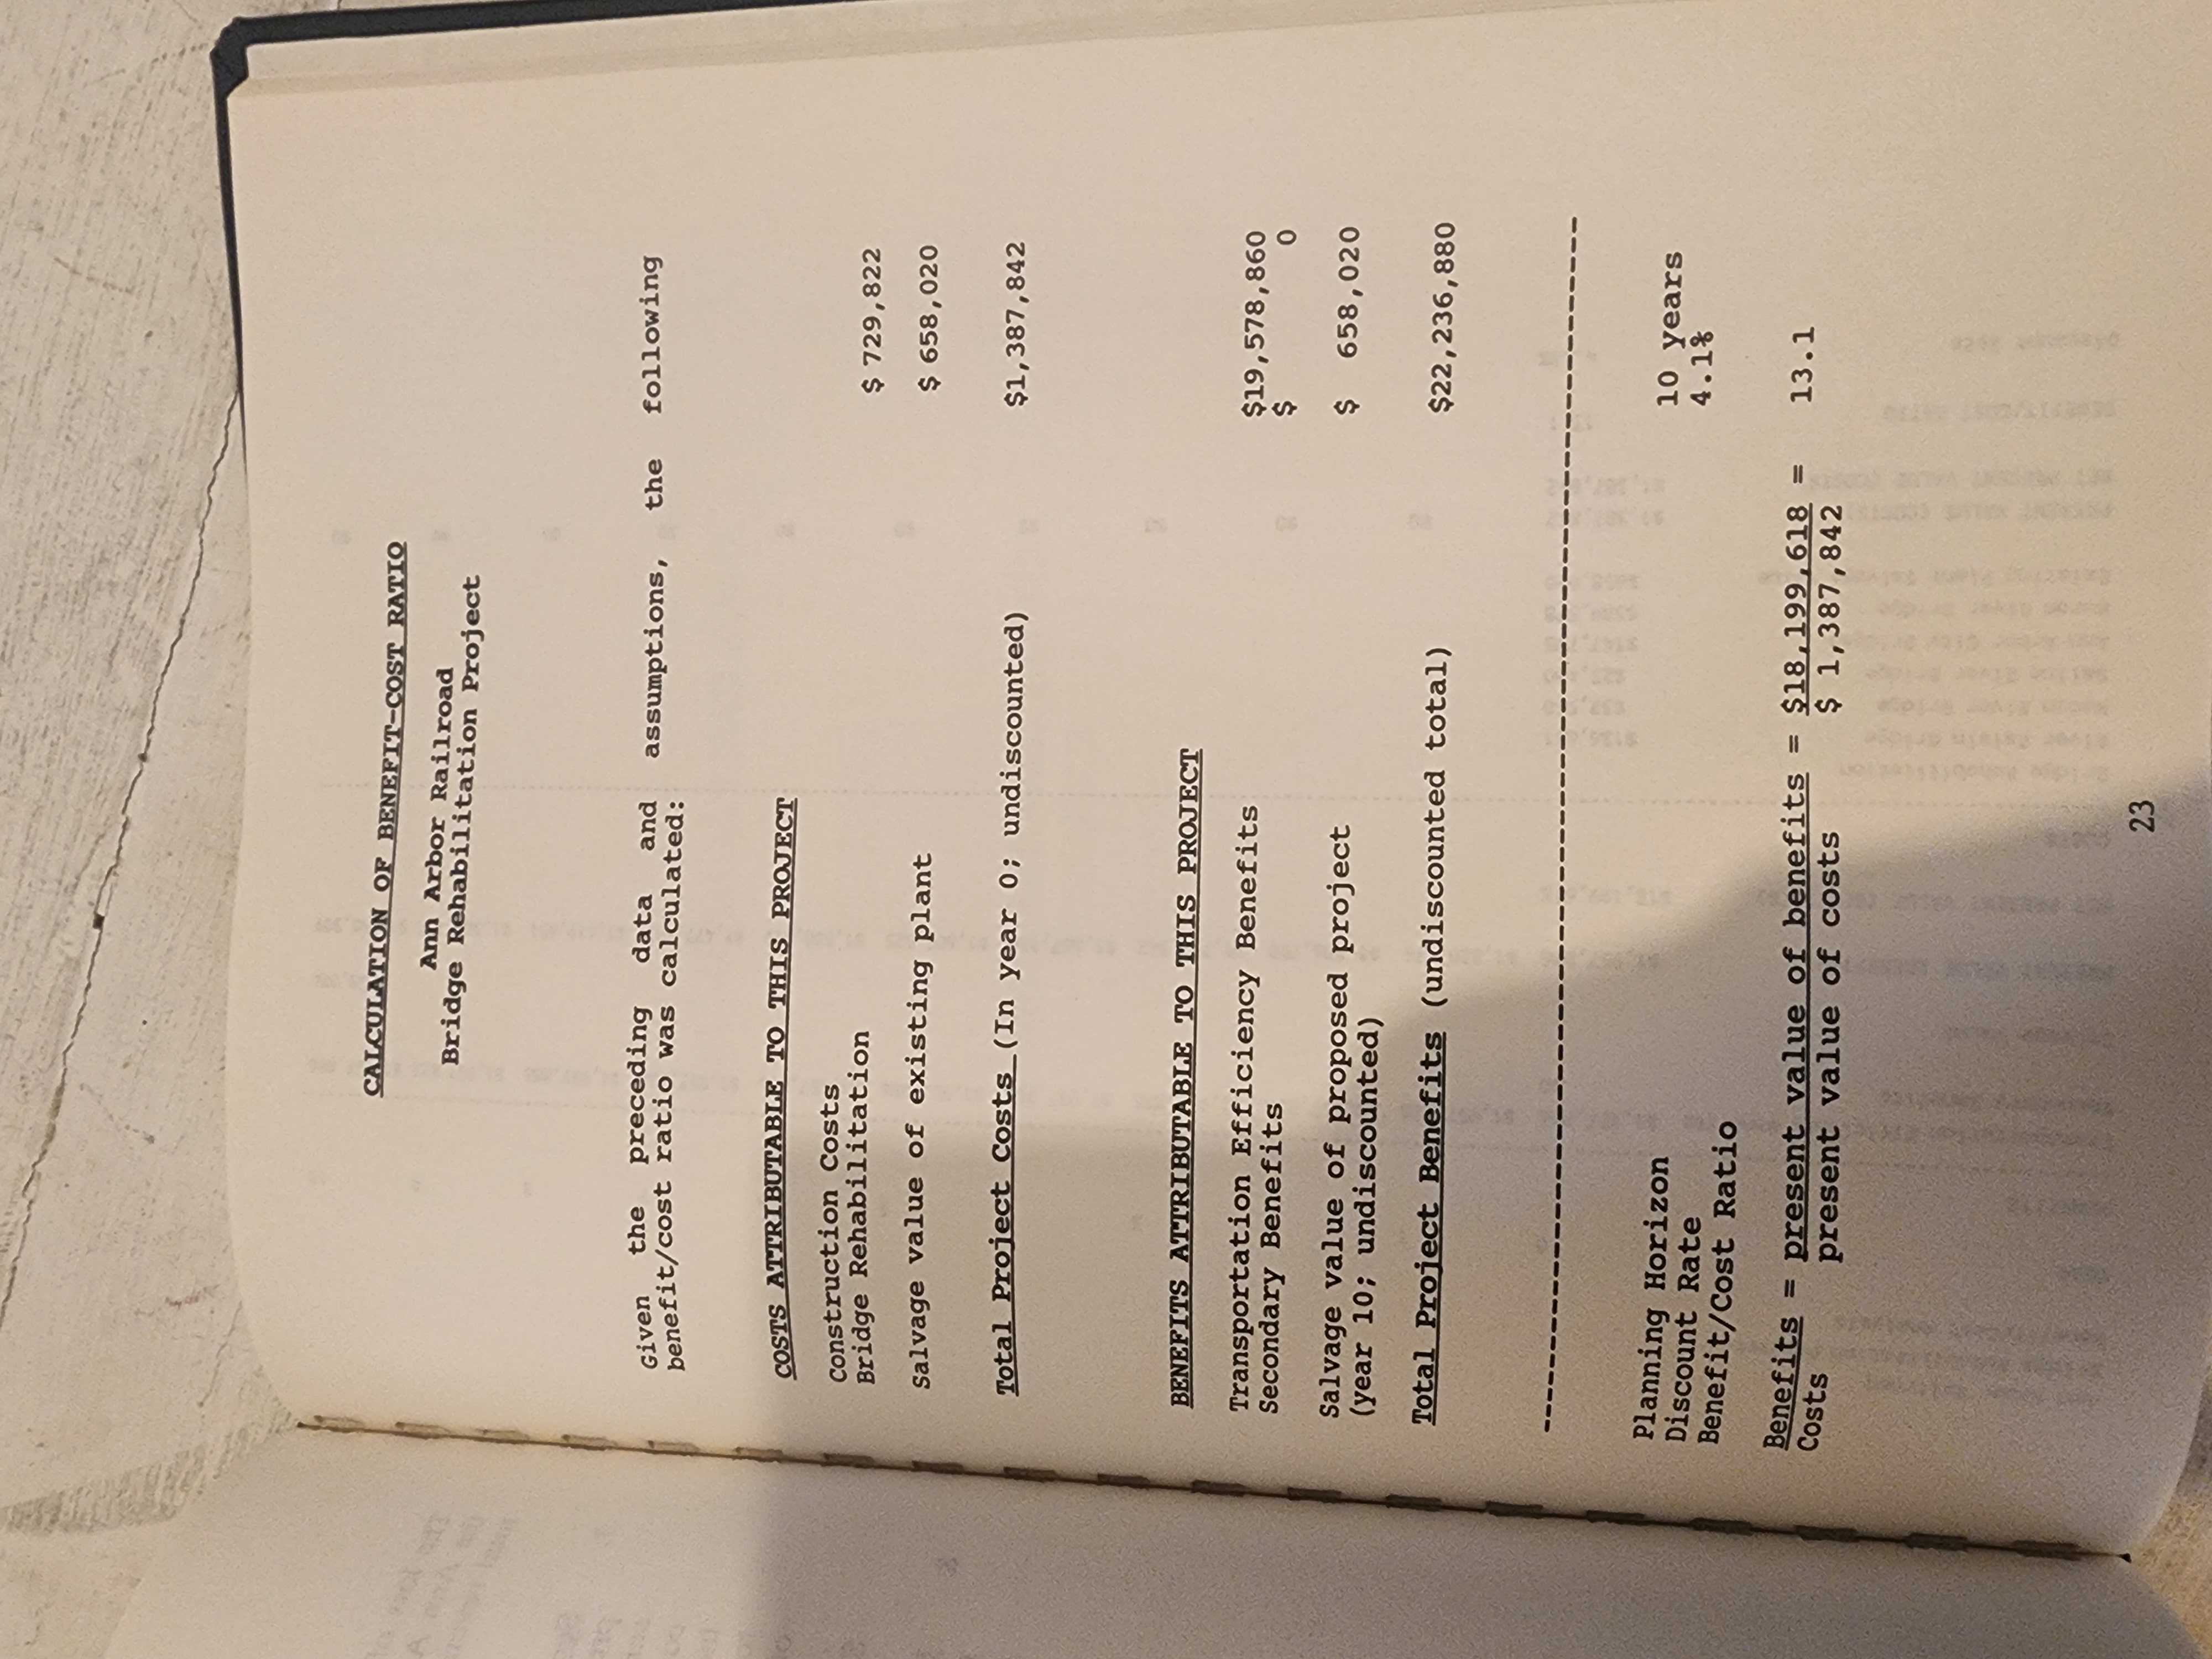 CALCULATION OF BENEFIT-COST RATIO
Ann Arbor Railroad
Bridge Rehabilitation Project
Given the preceding data and assumptions, the following
benefit/cost ratio was calculated:
COSTS ATTRIBUTABLE TO THIS PROJECT
Construction Costs
Bridge Rehabilitation $ 729,822
Salvage value of existing plant $ 658,020
Total Project Costs (In year 0; undiscounted) $1,387,842
BENEFITS ATTRIBUTABLE TO THIS PROJECT
Transportation Efficiency Benefits $19,578,860
Secondary Benefits $ 0
Salvage value of proposed project $ 658,020
(year 10; undiscounted)
Total Project Benefits (undiscounted total) $22,236,880
Planning Horizon 10 years
Discount Rate 4.1%
Benefit/Cost Ratio
Benefits = present value of benefits = $18,199,618 = 13.1
Costs present value of costs $ 1,387,842
23